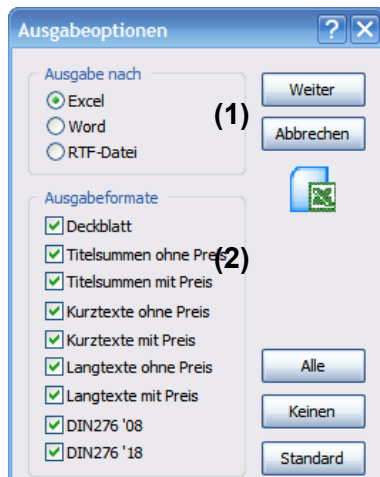 Ausgabeoptionen
Ausgabe nach
Excel
Word
RTF-Datei
(1)
Weiter
Abbrechen
Ausgabeformate
Deckblatt
Titelsummen ohne Preis
(2)
Titelsummen mit Preis
Kurztexte ohne Preis
Kurztexte mit Preis
Langtexte ohne Preis
Langtexte mit Preis
DIN276 '08
DIN276 '18
Alle
Keinen
Standard